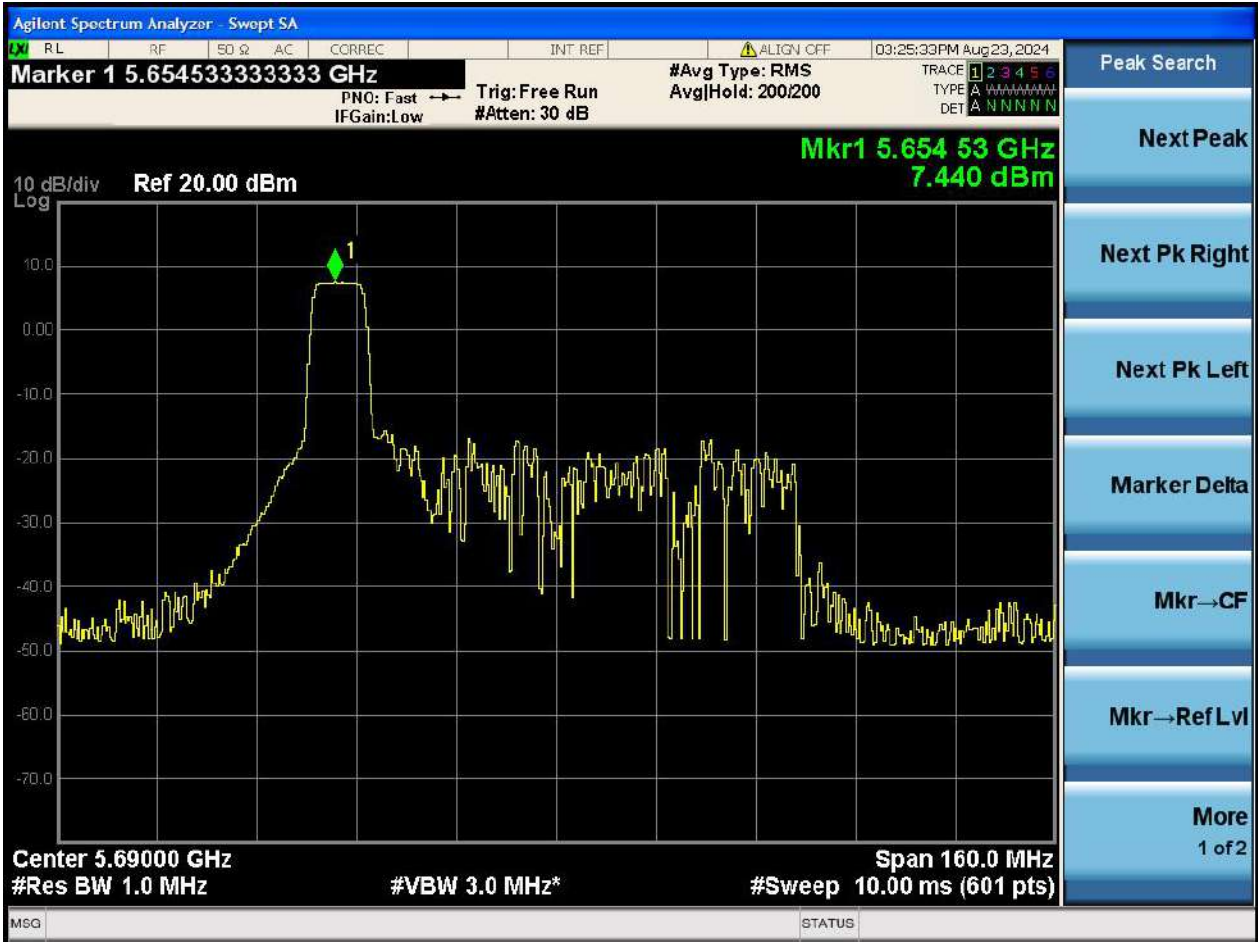 Agilent Spectrum Analyzer - Swept SA
LXI RL RF 50 Ω AC CORREC INT REF ALIGN OFF 03:25:33PM Aug 23, 2024
Marker 1 5.654533333333 GHz
PNO: Fast
IFGain:Low
Trig: Free Run
#Atten: 30 dB
#Avg Type: RMS
Avg|Hold: 200/200
TRACE 1 2 3 4 5 6
TYPE A WWWWW
DET A N N N N N
Mkr1 5.654 53 GHz
7.440 dBm
10 dB/div Ref 20.00 dBm
Log
1
10.0
0.00
-10.0
-20.0
-30.0
-40.0
-50.0
-60.0
-70.0
Center 5.69000 GHz Span 160.0 MHz
#Res BW 1.0 MHz #VBW 3.0 MHz* #Sweep 10.00 ms (601 pts)
MSG STATUS
Peak Search
Next Peak
Next Pk Right
Next Pk Left
Marker Delta
Mkr→CF
Mkr→Ref Lvl
More
1 of 2